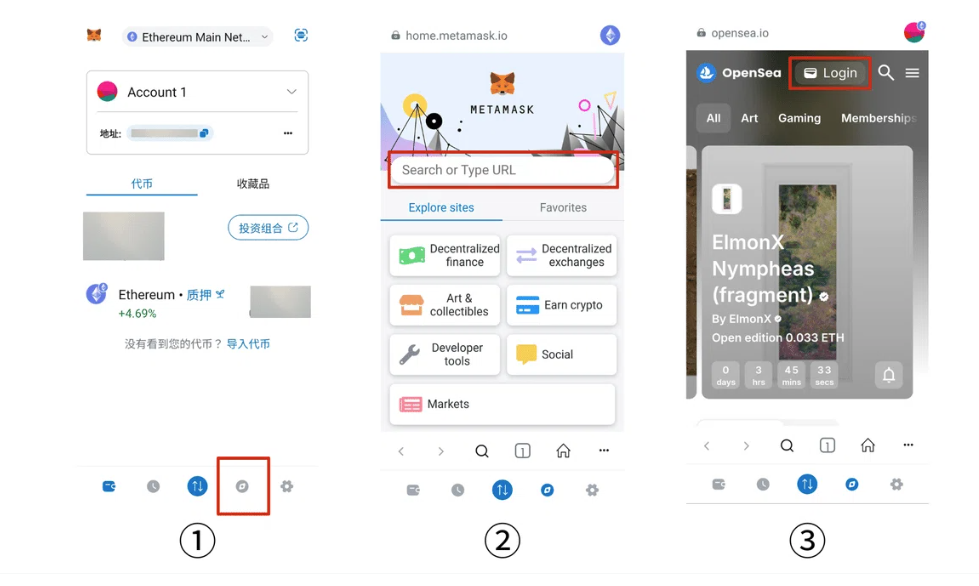 Ethereum Main Net...
Account 1
地址:
代币
收藏品
投资组合
Ethereum • 质押
+4.69%
没有看到您的代币？导入代币
①
home.metamask.io
METAMASK
Search or Type URL
Explore sites
Favorites
Decentralized
finance
Decentralized
exchanges
Art &
collectibles
Earn crypto
Developer
tools
Social
Markets
1
②
opensea.io
OpenSea
Login
All Art Gaming Memberships
ElmonX
Nympheas
(fragment)
By ElmonX
Open edition 0.033 ETH
0 3 45 33
days hrs mins secs
1
③